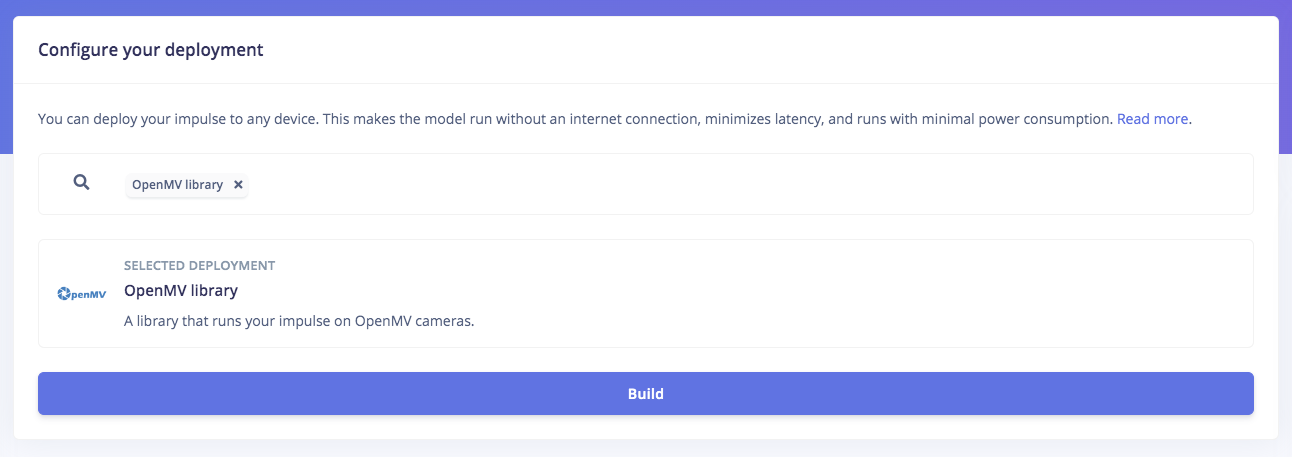 Configure your deployment
You can deploy your impulse to any device. This makes the model run without an internet connection, minimizes latency, and runs with minimal power consumption. Read more.
OpenMV library ×
SELECTED DEPLOYMENT
OpenMV
OpenMV library
A library that runs your impulse on OpenMV cameras.
Build